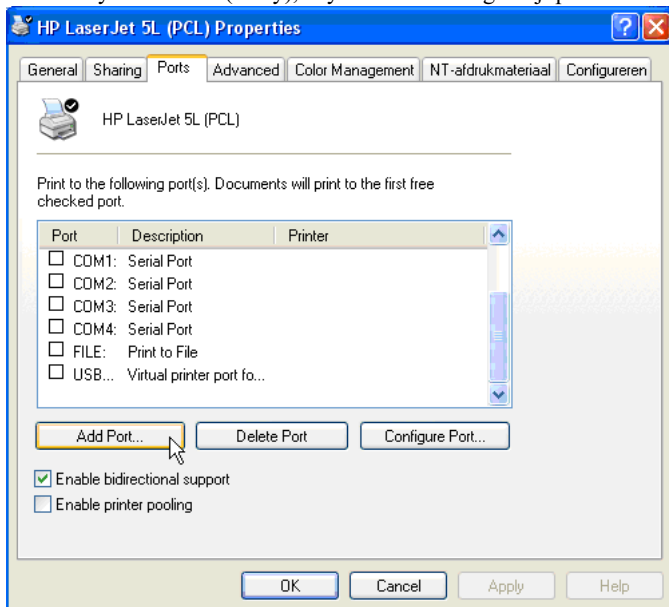 HP LaserJet 5L (PCL) Properties
General Sharing Ports Advanced Color Management NT-afdrukmateriaal Configureren
HP LaserJet 5L (PCL)
Print to the following port(s). Documents will print to the first free
checked port.
Port Description Printer
COM1: Serial Port
COM2: Serial Port
COM3: Serial Port
COM4: Serial Port
FILE: Print to File
USB... Virtual printer port fo...
Add Port... Delete Port Configure Port...
Enable bidirectional support
Enable printer pooling
OK Cancel Apply Help